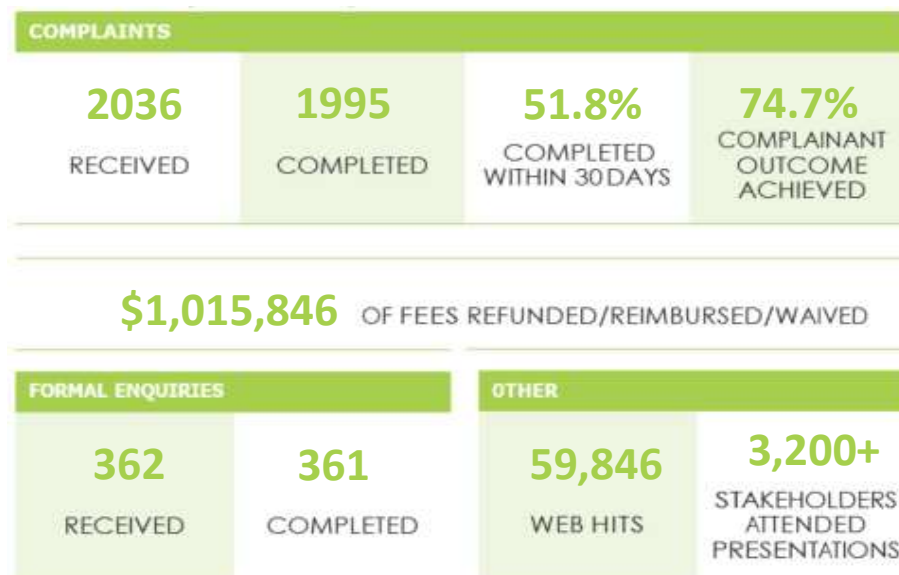 COMPLAINTS
2036
RECEIVED
1995
COMPLETED
51.8%
COMPLETED
WITHIN 30 DAYS
74.7%
COMPLAINANT
OUTCOME
ACHIEVED
$1,015,846 OF FEES REFUNDED/REIMBURSED/WAIVED
FORMAL ENQUIRIES
362
RECEIVED
361
COMPLETED
OTHER
59,846
WEB HITS
3,200+
STAKEHOLDERS
ATTENDED
PRESENTATIONS